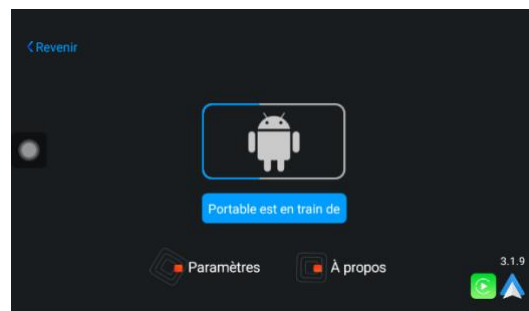 Revenir
Portable est en train de
Paramètres
À propos
3.1.9